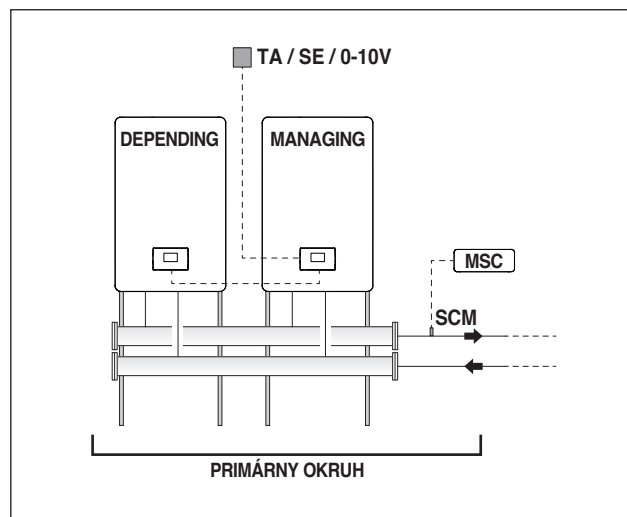 TA / SE / 0-10V
DEPENDING
MANAGING
MSC
SCM
PRIMÁRNY OKRUH